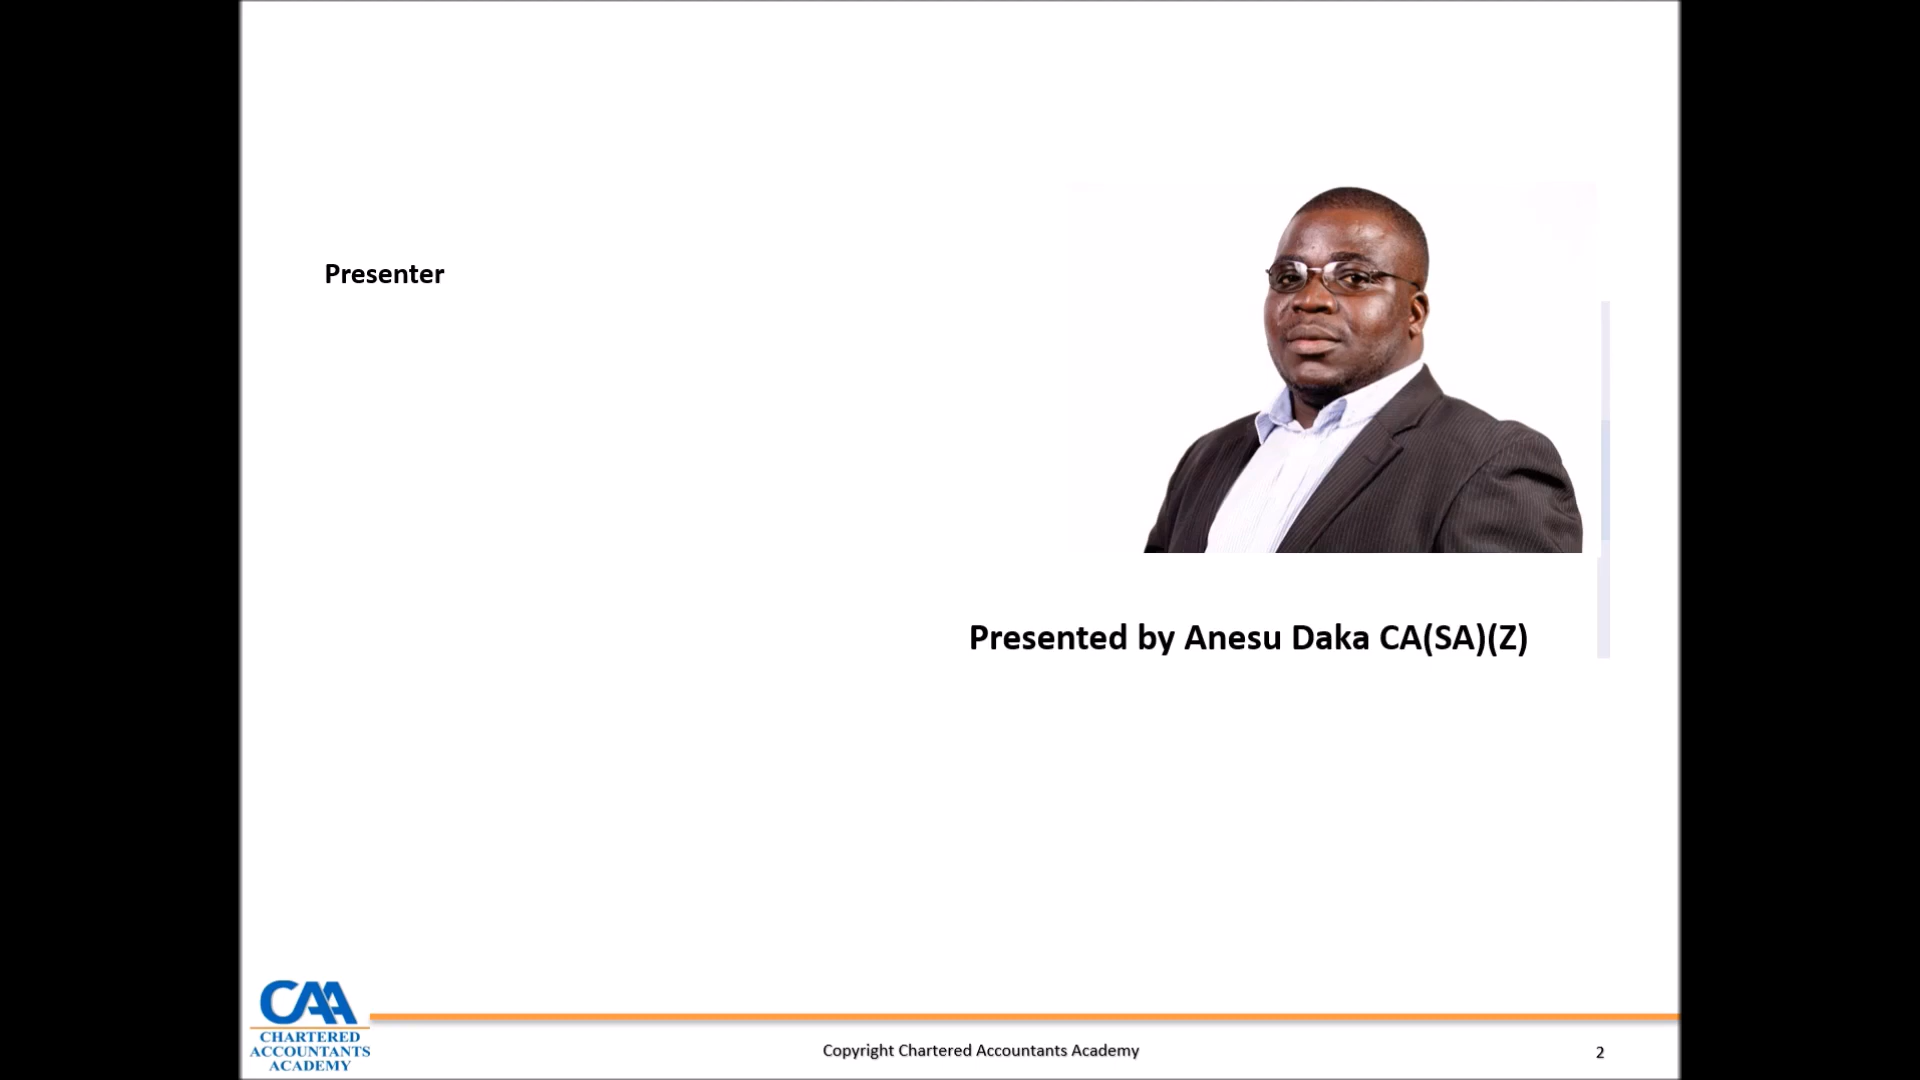 Presenter
Presented by Anesu Daka CA(SA)(Z)
CAA
CHARTERED
ACCOUNTANTS
ACADEMY
Copyright Chartered Accountants Academy
2